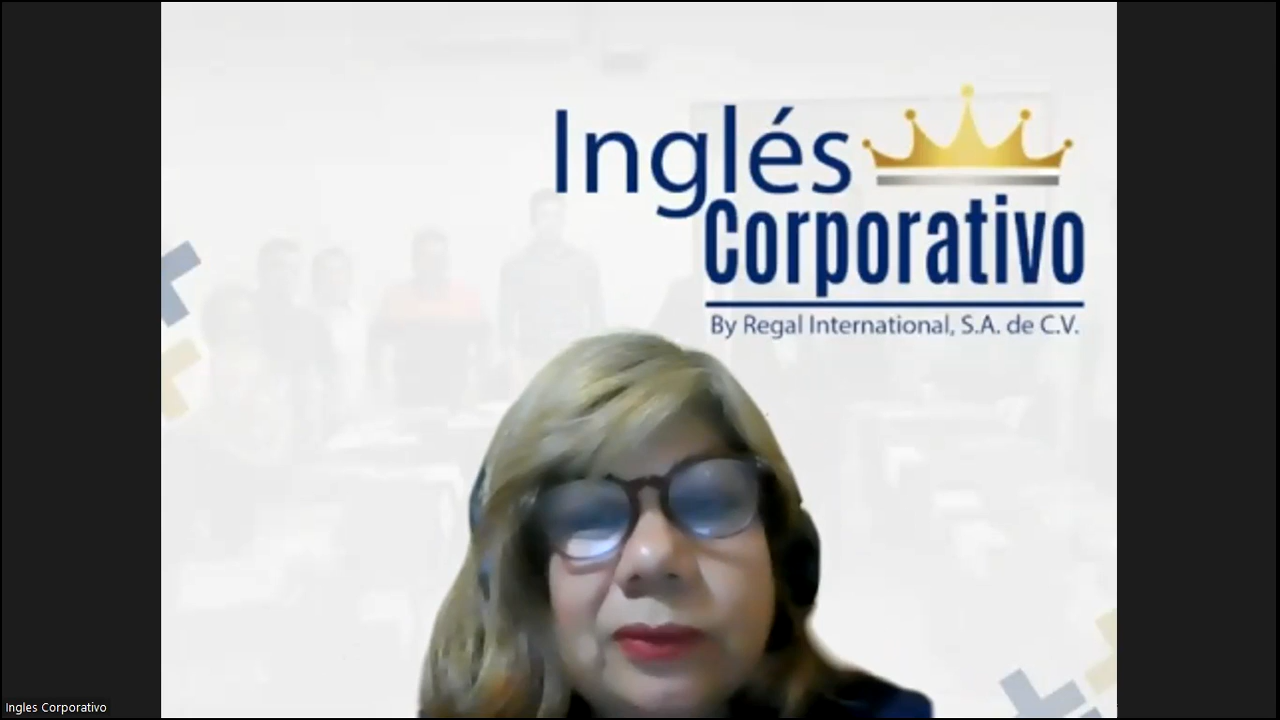 Inglés
Corporativo
By Regal International, S.A. de C.V.
Ingles Corporativo